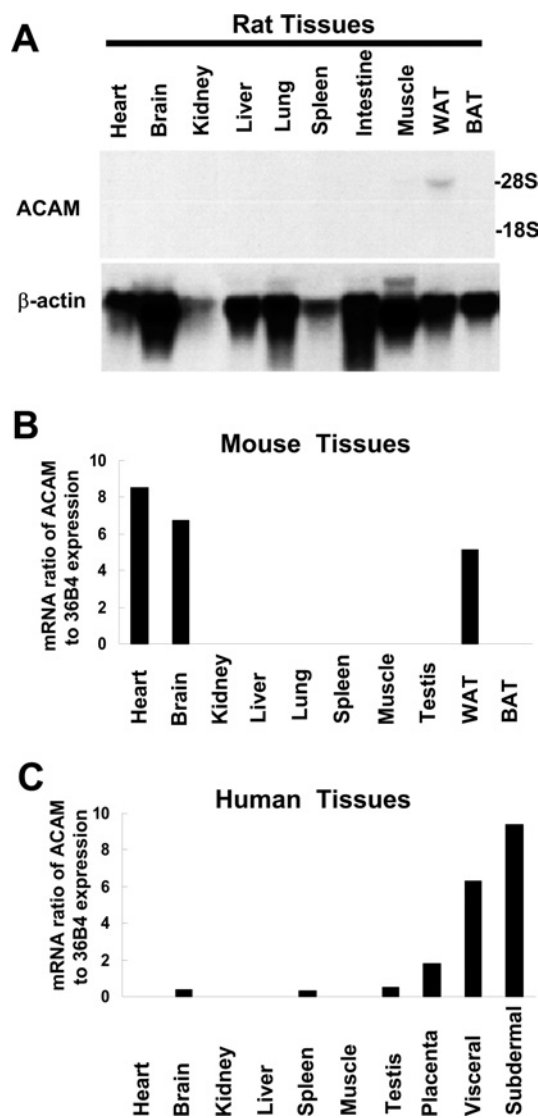 A
Rat Tissues
Heart
Brain
Kidney
Liver
Lung
Spleen
Intestine
Muscle
WAT
BAT
ACAM
-28S
-18S
β-actin
B
Mouse Tissues
mRNA ratio of ACAM
to 36B4 expression
10
8
6
4
2
0
Heart
Brain
Kidney
Liver
Lung
Spleen
Muscle
Testis
WAT
BAT
C
Human Tissues
mRNA ratio of ACAM
to 36B4 expression
10
8
6
4
2
0
Heart
Brain
Kidney
Liver
Spleen
Muscle
Testis
Placenta
Visceral
Subdermal